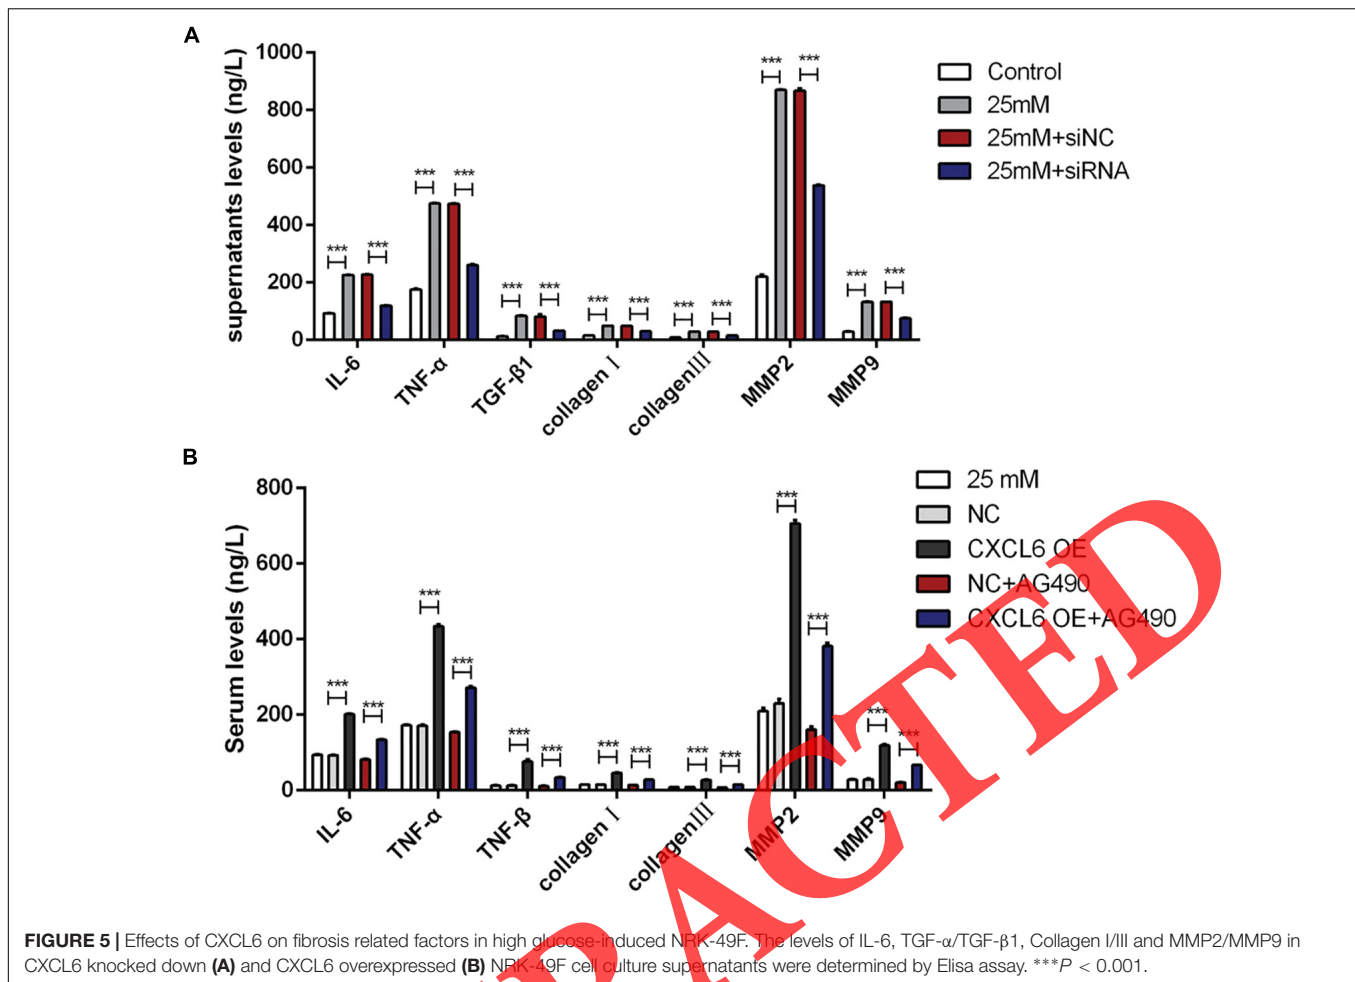 A
supernatants levels (ng/L)
1000
800
600
400
200
0
*** *** *** *** *** *** *** *** *** *** *** *** *** ***
IL-6 TNF-α TGF-β1 collagen Ⅰ collagenⅢ MMP2 MMP9
Control
25mM
25mM+siNC
25mM+siRNA
B
Serum levels (ng/L)
800
600
400
200
0
*** *** *** *** *** *** *** *** *** *** *** *** *** ***
IL-6 TNF-α TNF-β collagen Ⅰ collagenⅢ MMP2 MMP9
25 mM
NC
CXCL6 OE
NC+AG490
CXCL6 OE+AG490
RACTED
FIGURE 5 | Effects of CXCL6 on fibrosis related factors in high glucose-induced NRK-49F. The levels of IL-6, TGF-α/TGF-β1, Collagen I/III and MMP2/MMP9 in
CXCL6 knocked down (A) and CXCL6 overexpressed (B) NRK-49F cell culture supernatants were determined by Elisa assay. ***P < 0.001.